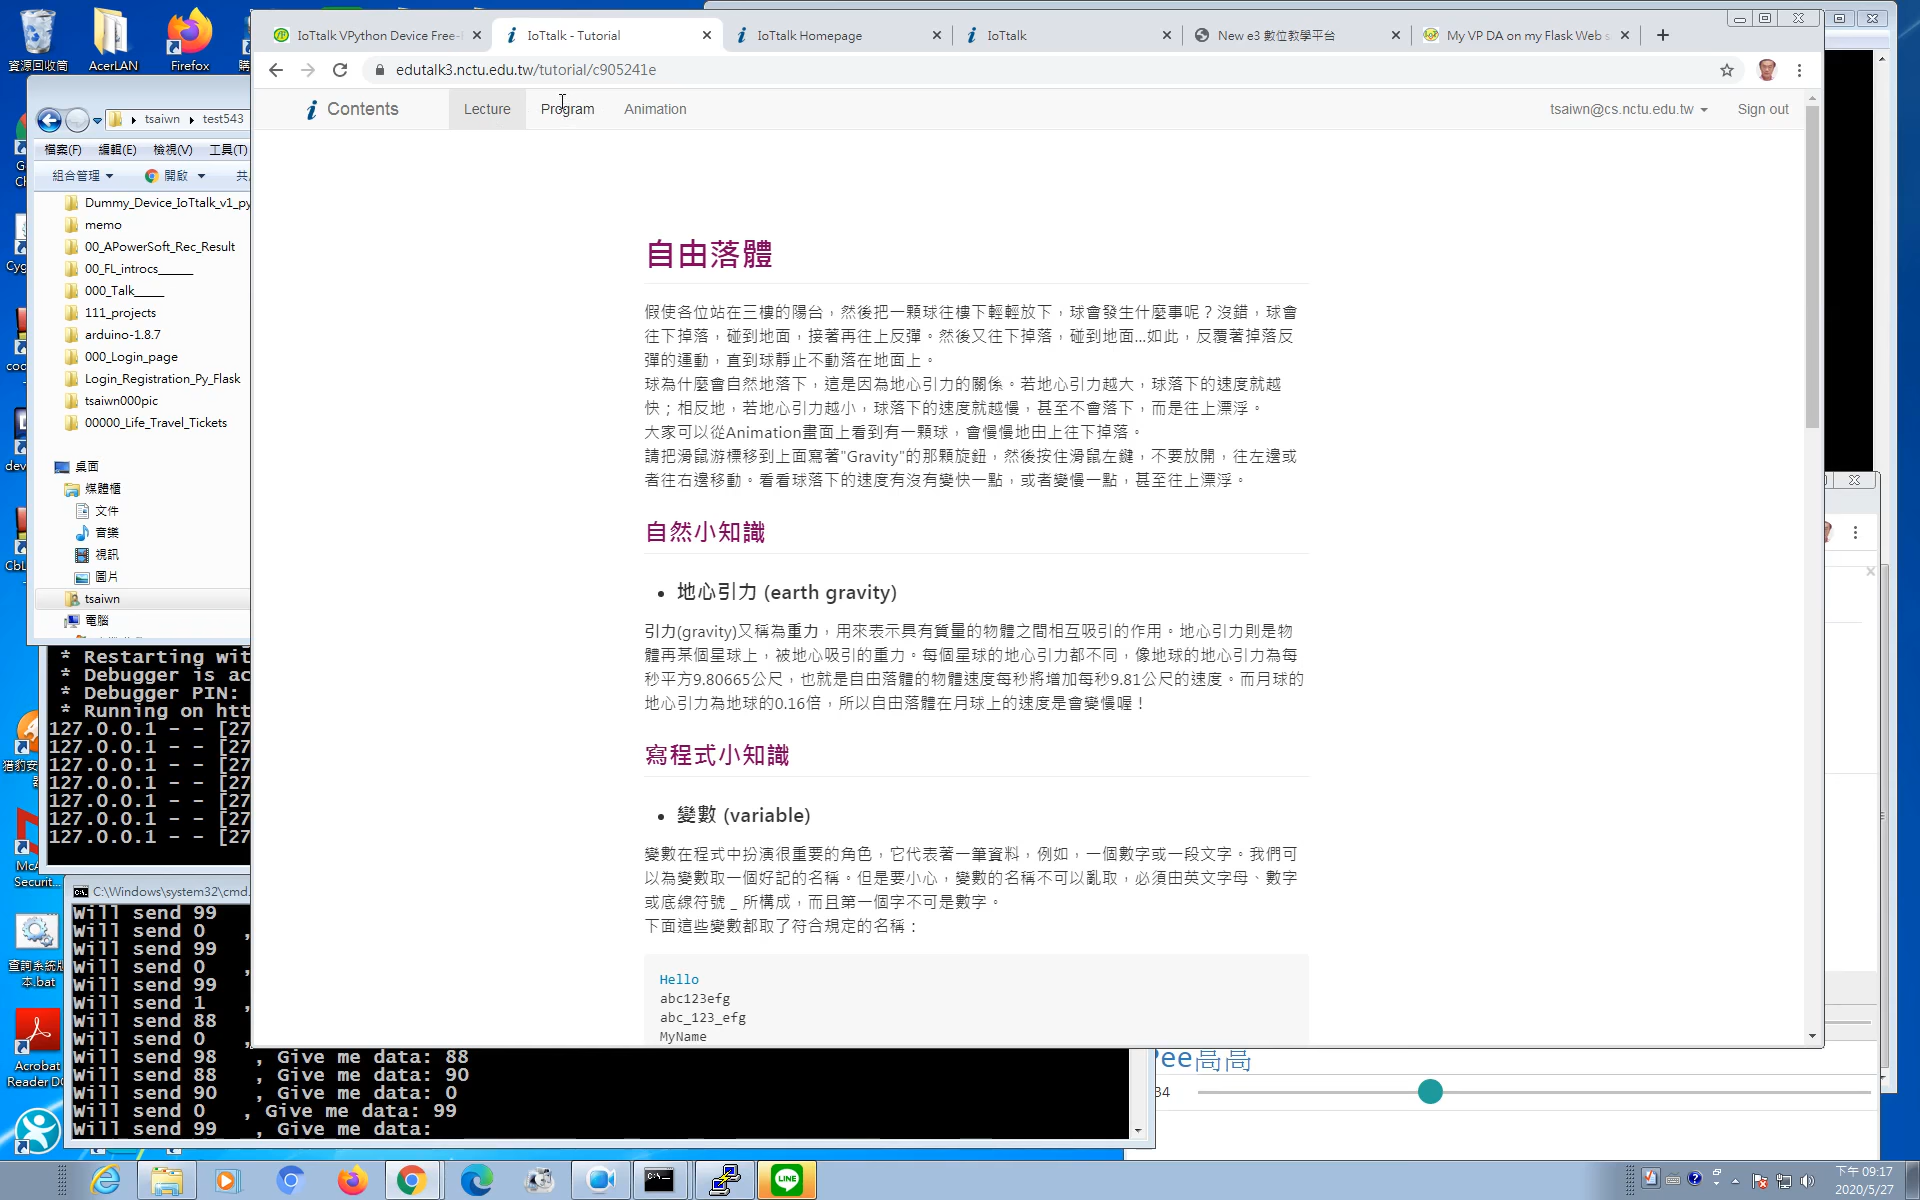 資源回收筒
AcerLAN
Firefox
IoTtalk VPython Device Free-
IoTtalk - Tutorial
IoTtalk Homepage
IoTtalk
New e3 數位教學平台
My VP DA on my Flask Web s
edutalk3.nctu.edu.tw/tutorial/c905241e
Contents
Lecture
Program
Animation
tsaiwn@cs.nctu.edu.tw
Sign out
tsaiwn
test543
檔案(F) 編輯(E) 檢視(V) 工具(T)
組合管理
開啟
共
Dummy_Device_IoTtalk_v1_py
memo
00_APowerSoft_Rec_Result
00_FL_introcs______
000_Talk_____
111_projects
arduino-1.8.7
000_Login_page
Login_Registration_Py_Flask
tsaiwn000pic
00000_Life_Travel_Tickets
桌面
媒體櫃
文件
音樂
視訊
圖片
tsaiwn
電腦
自由落體
假使各位站在三樓的陽台，然後把一顆球往樓下輕輕放下，球會發生什麼事呢？沒錯，球會
往下掉落，碰到地面，接著再往上反彈。然後又往下掉落，碰到地面...如此，反覆著掉落反
彈的運動，直到球靜止不動落在地面上。
球為什麼會自然地落下，這是因為地心引力的關係。若地心引力越大，球落下的速度就越
快；相反地，若地心引力越小，球落下的速度就越慢，甚至不會落下，而是往上漂浮。
大家可以從Animation畫面上看到有一顆球，會慢慢地由上往下掉落。
請把滑鼠游標移到上面寫著"Gravity"的那顆旋鈕，然後按住滑鼠左鍵，不要放開，往左邊或
者往右邊移動。看看球落下的速度有沒有變快一點，或者變慢一點，甚至往上漂浮。
自然小知識
• 地心引力 (earth gravity)
引力(gravity)又稱為重力，用來表示具有質量的物體之間相互吸引的作用。地心引力則是物
體再某個星球上，被地心吸引的重力。每個星球的地心引力都不同，像地球的地心引力為每
秒平方9.80665公尺，也就是自由落體的物體速度每秒將增加每秒9.81公尺的速度。而月球的
地心引力為地球的0.16倍，所以自由落體在月球上的速度是會變慢喔！
寫程式小知識
• 變數 (variable)
變數在程式中扮演很重要的角色，它代表著一筆資料，例如，一個數字或一段文字。我們可
以為變數取一個好記的名稱。但是要小心，變數的名稱不可以亂取，必須由英文字母、數字
或底線符號 _ 所構成，而且第一個字不可是數字。
下面這些變數都取了符合規定的名稱：
Hello
abc123efg
abc_123_efg
MyName
* Restarting wit
* Debugger is ac
* Debugger PIN:
* Running on htt
127.0.0.1 - - [27
127.0.0.1 - - [27
127.0.0.1 - - [27
127.0.0.1 - - [27
127.0.0.1 - - [27
127.0.0.1 - - [27
127.0.0.1 - - [27
C:\Windows\system32\cmd.
Will send 99
Will send 0 ,
Will send 99
Will send 0 ,
Will send 99
Will send 1 ,
Will send 88
Will send 0 ,
Will send 98 , Give me data: 88
Will send 88 , Give me data: 90
Will send 90 , Give me data: 0
Will send 0 , Give me data: 99
Will send 99 , Give me data:
Securit...
查詢系統版
本.bat
Acrobat
Reader DC
Pee高高
34
LINE
下午 09:17
2020/5/27